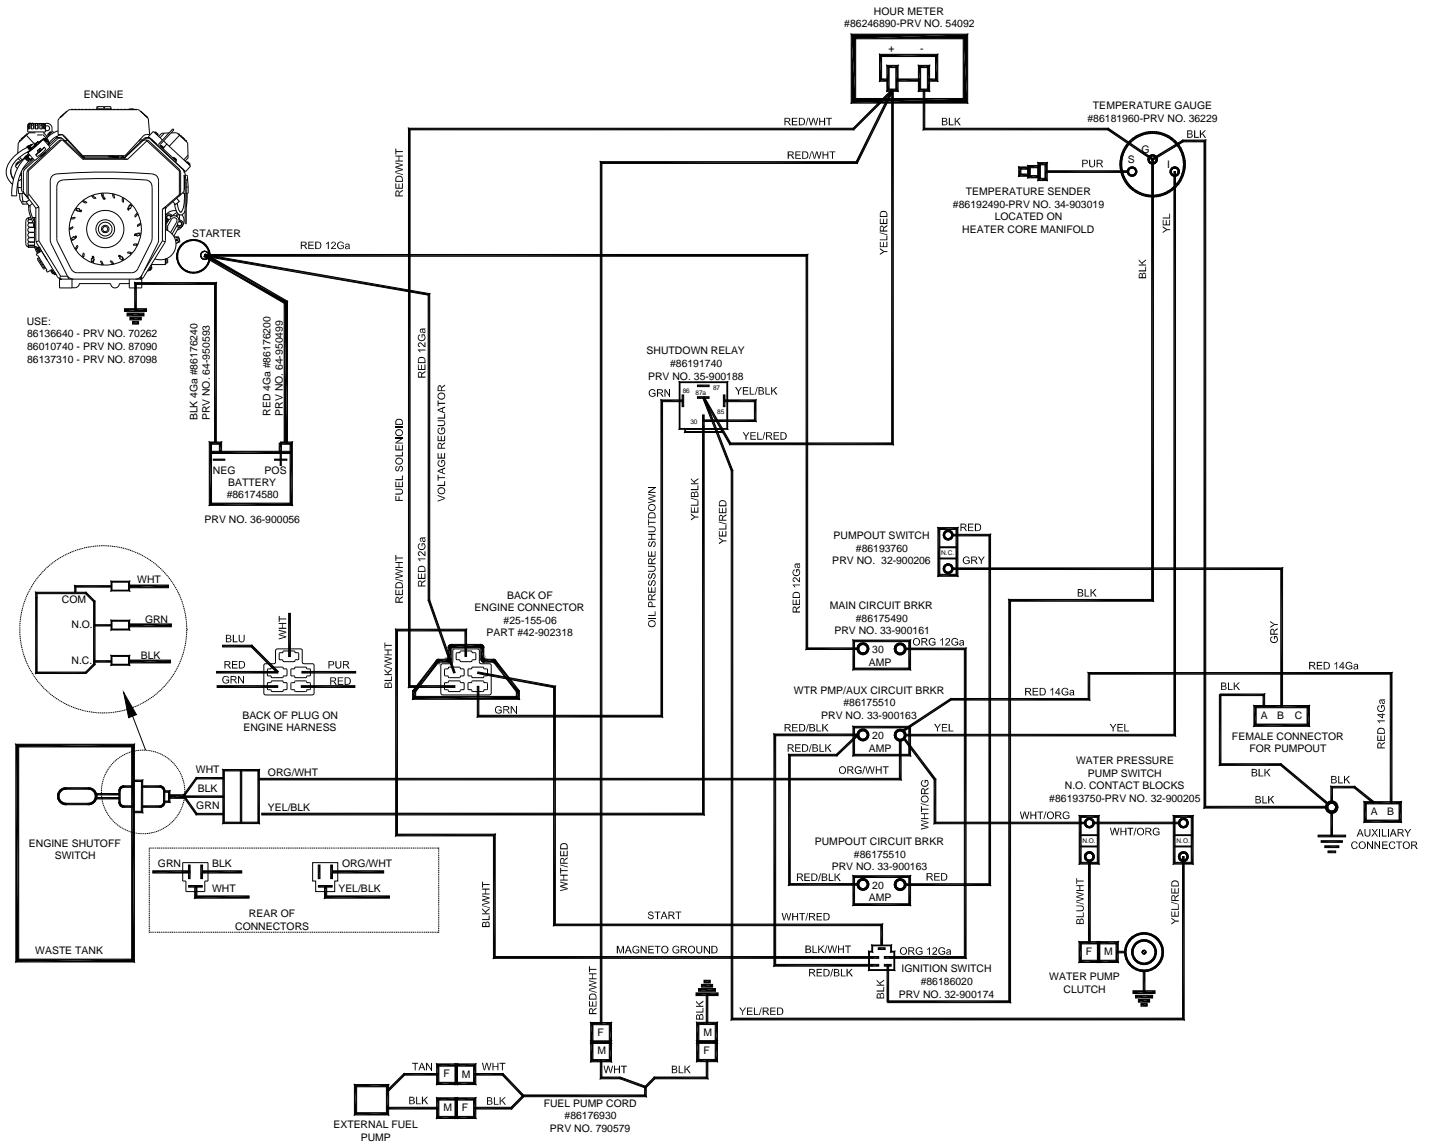 HOUR METER
#86246890-PRV NO. 54092
+ -
ENGINE
TEMPERATURE GAUGE
#86181960-PRV NO. 36229
RED/WHT
BLK
BLK
RED/WHT
RED/WHT
G
S
I
PUR
TEMPERATURE SENDER
#86192490-PRV NO. 34-903019
LOCATED ON
HEATER CORE MANIFOLD
YEL/RED
YEL
BLK
STARTER
RED 12Ga
USE:
86136640 - PRV NO. 70262
86010740 - PRV NO. 87090
86137310 - PRV NO. 87098
BLK 4Ga #86176240
PRV NO. 64-950593
RED 4Ga #86176200
PRV NO. 64-950499
RED 12Ga
VOLTAGE REGULATOR
FUEL SOLENOID
SHUTDOWN RELAY
#86191740
PRV NO. 35-900188
GRN
86
87
87a
85
30
YEL/BLK
YEL/RED
NEG
POS
BATTERY
#86174580
PRV NO. 36-900056
OIL PRESSURE SHUTDOWN
YEL/BLK
YEL/RED
PUMPOUT SWITCH
#86193760
PRV NO. 32-900206
RED
N.C.
GRY
RED/WHT
RED 12Ga
RED 12Ga
COM
WHT
N.O.
GRN
N.C.
BLK
BACK OF
ENGINE CONNECTOR
#25-155-06
PART #42-902318
MAIN CIRCUIT BRKR
#86175490
PRV NO. 33-900161
30
AMP
ORG 12Ga
BLK
GRY
WHT
BLU
RED
GRN
PUR
RED
BACK OF PLUG ON
ENGINE HARNESS
BLK/WHT
GRN
WTR PMP/AUX CIRCUIT BRKR
#86175510
PRV NO. 33-900163
RED 14Ga
RED 14Ga
RED/BLK
RED/BLK
20
AMP
YEL
YEL
BLK
A B C
FEMALE CONNECTOR
FOR PUMPOUT
RED 14Ga
WHT
BLK
GRN
ORG/WHT
YEL/BLK
ORG/WHT
WHT/ORG
WATER PRESSURE
PUMP SWITCH
N.O. CONTACT BLOCKS
#86193750-PRV NO. 32-900205
BLK
BLK
BLK
WHT/ORG
WHT/ORG
A B
AUXILIARY
CONNECTOR
N.O.
N.O.
ENGINE SHUTOFF
SWITCH
GRN
BLK
WHT
ORG/WHT
YEL/BLK
REAR OF
CONNECTORS
WASTE TANK
BLK/WHT
WHT/RED
PUMPOUT CIRCUIT BRKR
#86175510
PRV NO. 33-900163
RED/BLK
20
AMP
RED
BLU/WHT
YEL/RED
START
WHT/RED
MAGNETO GROUND
BLK/WHT
RED/BLK
ORG 12Ga
IGNITION SWITCH
#86186020
PRV NO. 32-900174
BLK
F M
WATER PUMP
CLUTCH
RED/WHT
BLK
YEL/RED
F
M
M
F
WHT
BLK
TAN
F M
WHT
BLK
M F
BLK
EXTERNAL FUEL
PUMP
FUEL PUMP CORD
#86176930
PRV NO. 790579